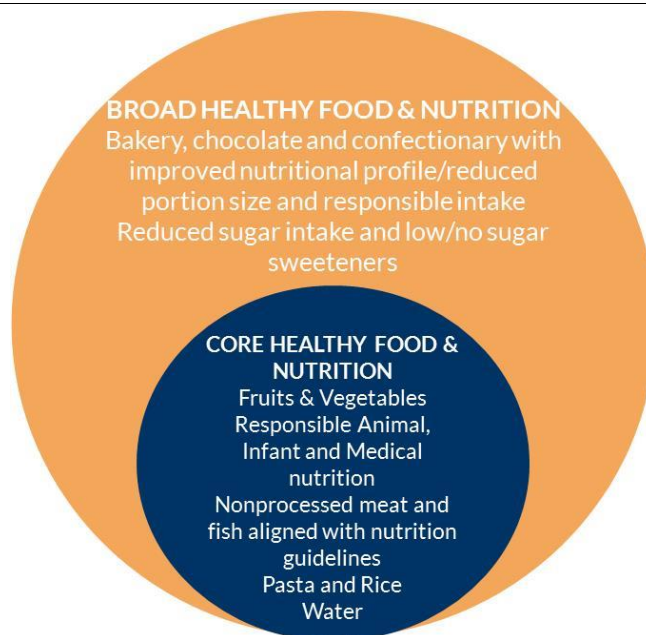 BROAD HEALTHY FOOD & NUTRITION
Bakery, chocolate and confectionary with
improved nutritional profile/reduced
portion size and responsible intake
Reduced sugar intake and low/no sugar
sweeteners
CORE HEALTHY FOOD &
NUTRITION
Fruits & Vegetables
Responsible Animal,
Infant and Medical
nutrition
Nonprocessed meat and
fish aligned with nutrition
guidelines
Pasta and Rice
Water